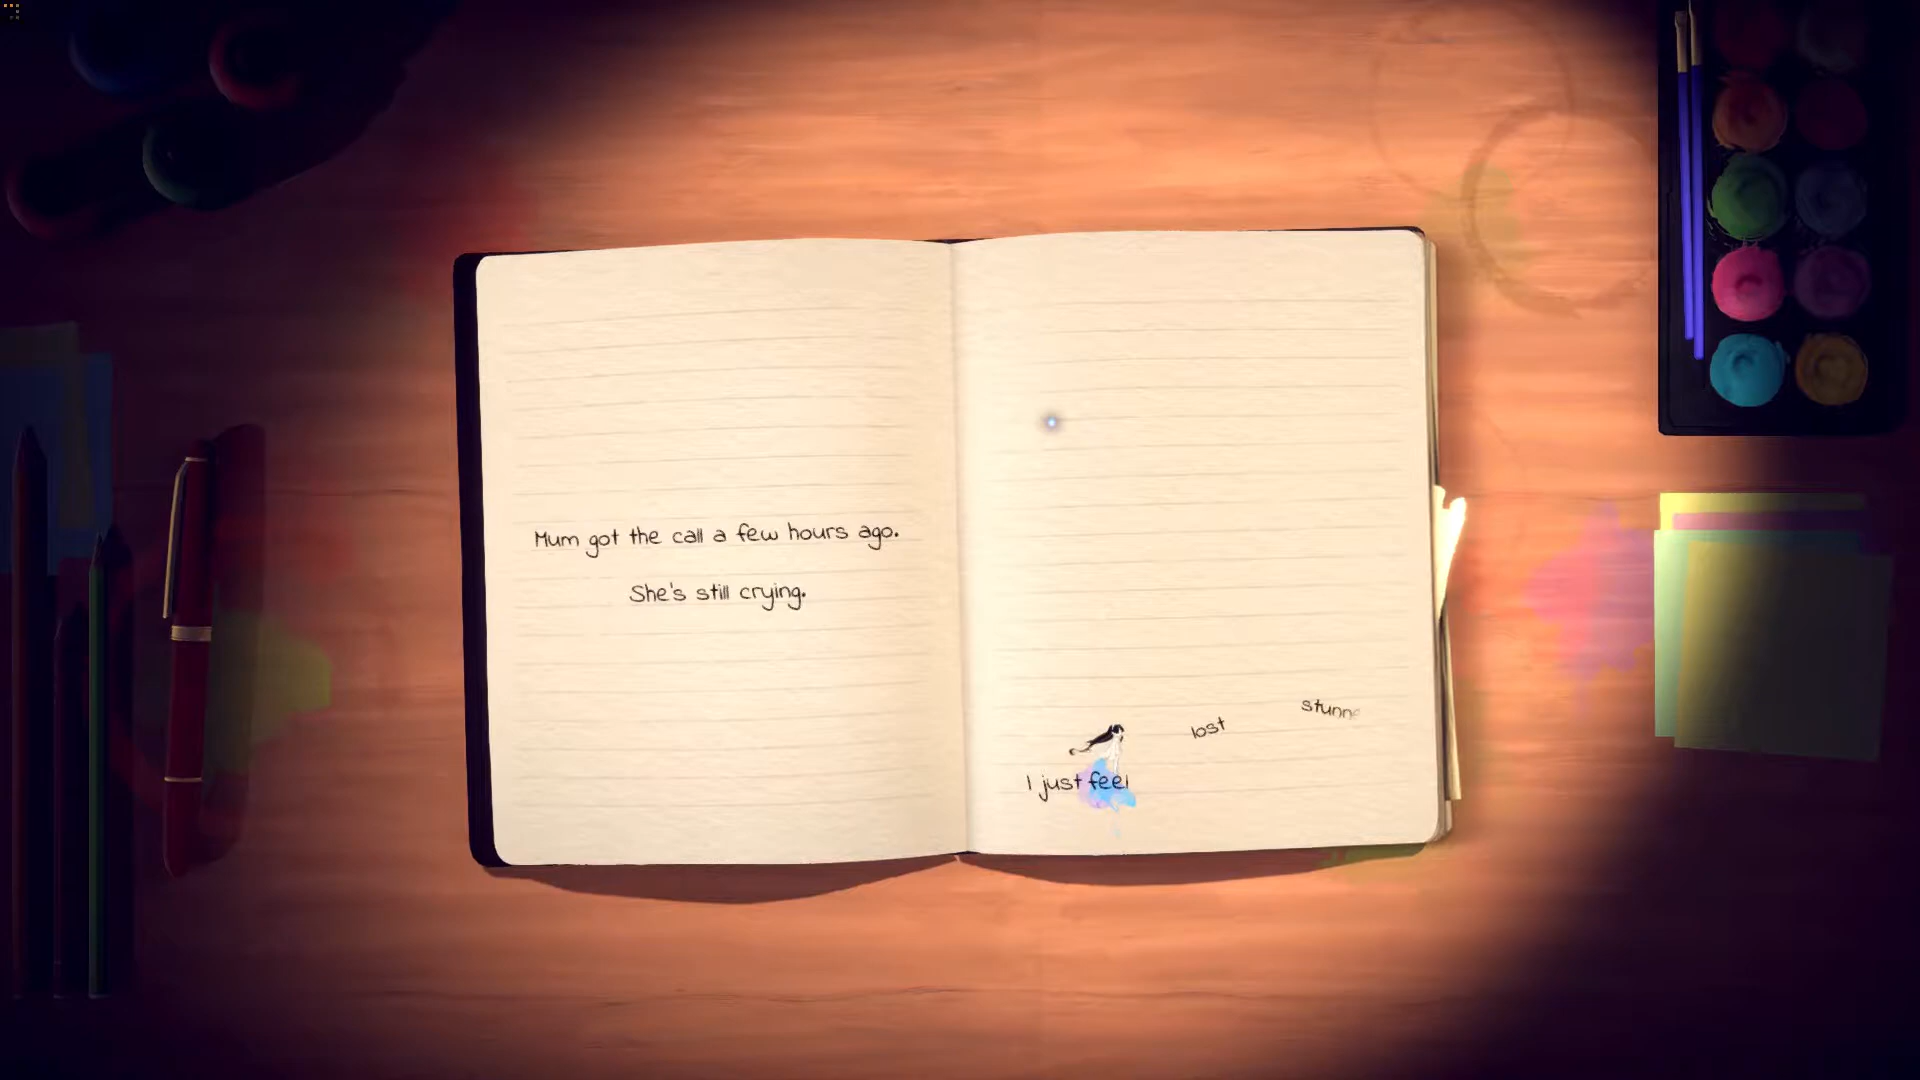 Mum got the call a few hours ago.
She's still crying.
I just feel
lost